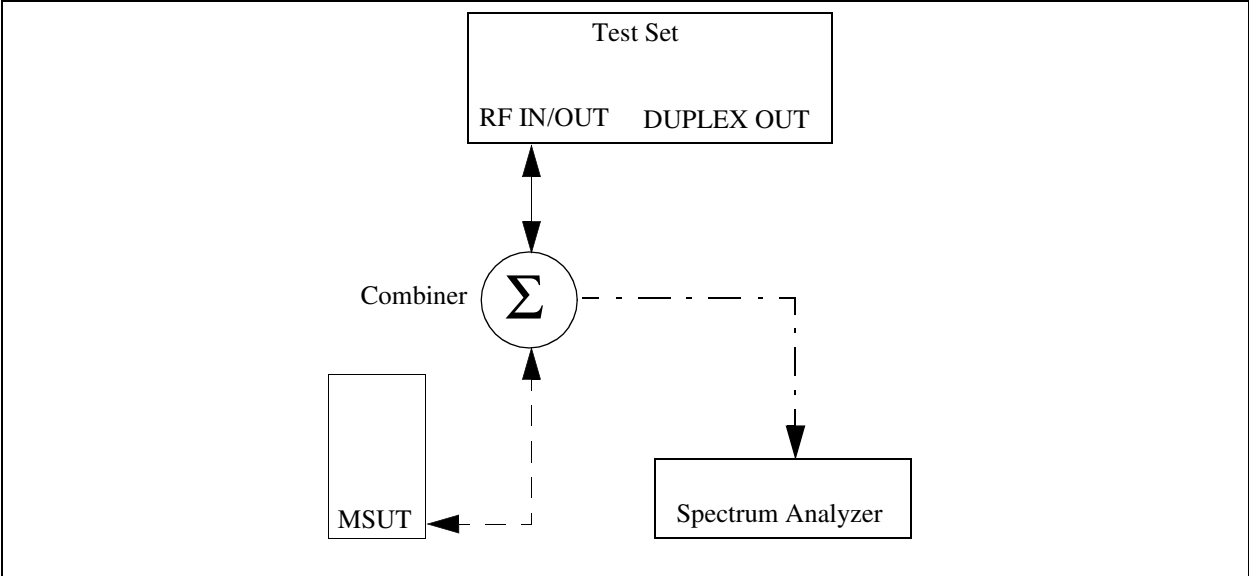 Test Set
RF IN/OUT
DUPLEX OUT
Combiner
Σ
MSUT
Spectrum Analyzer